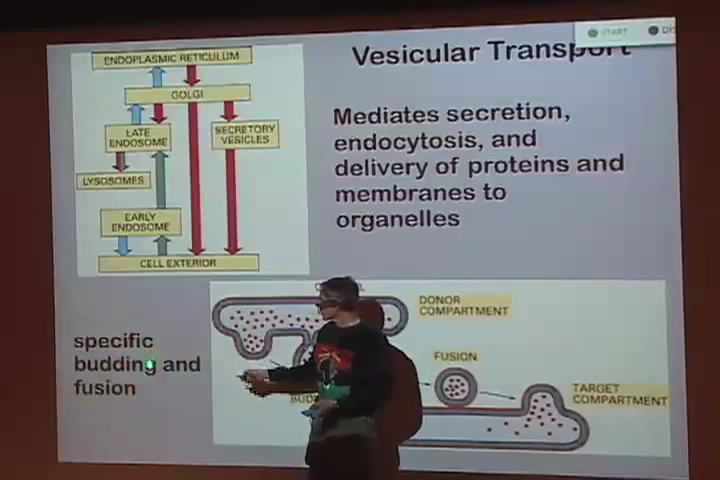 START
Vesicular Transport
ENDOPLASMIC RETICULUM
GOLGI
LATE
ENDOSOME
SECRETORY
VESICLES
LYSOSOMES
EARLY
ENDOSOME
CELL EXTERIOR
Mediates secretion,
endocytosis, and
delivery of proteins and
membranes to
organelles
specific
budding and
fusion
DONOR
COMPARTMENT
FUSION
TARGET
COMPARTMENT